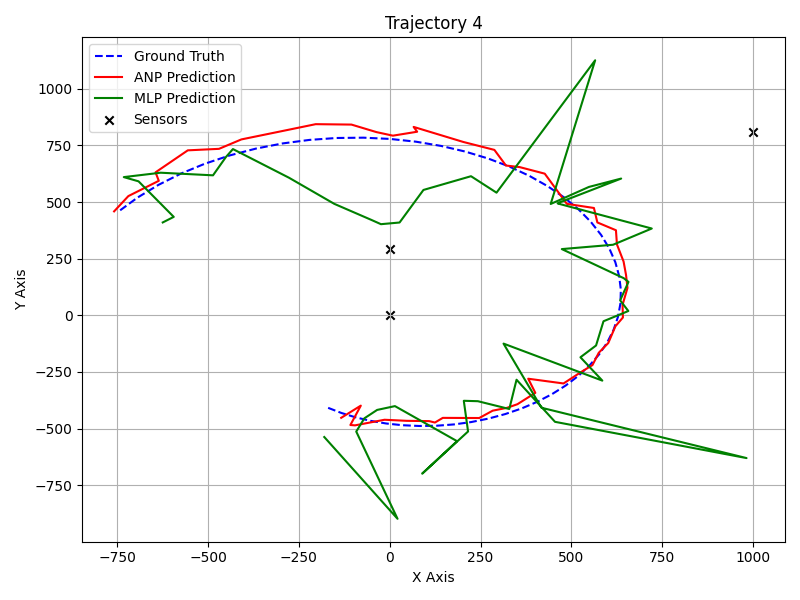 Trajectory 4
Ground Truth
ANP Prediction
MLP Prediction
Sensors
1000
750
500
250
0
−250
−500
−750
Y Axis
−750 −500 −250 0 250 500 750 1000
X Axis